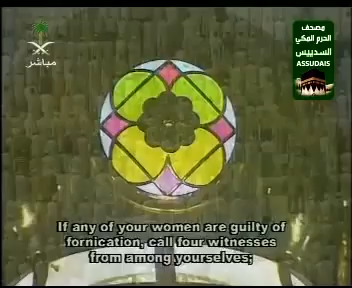 مباشر
مصحف
الحرم المكي
السديس
ASSUDAIS
If any of your women are guilty of
fornication, call four witnesses
from among yourselves;